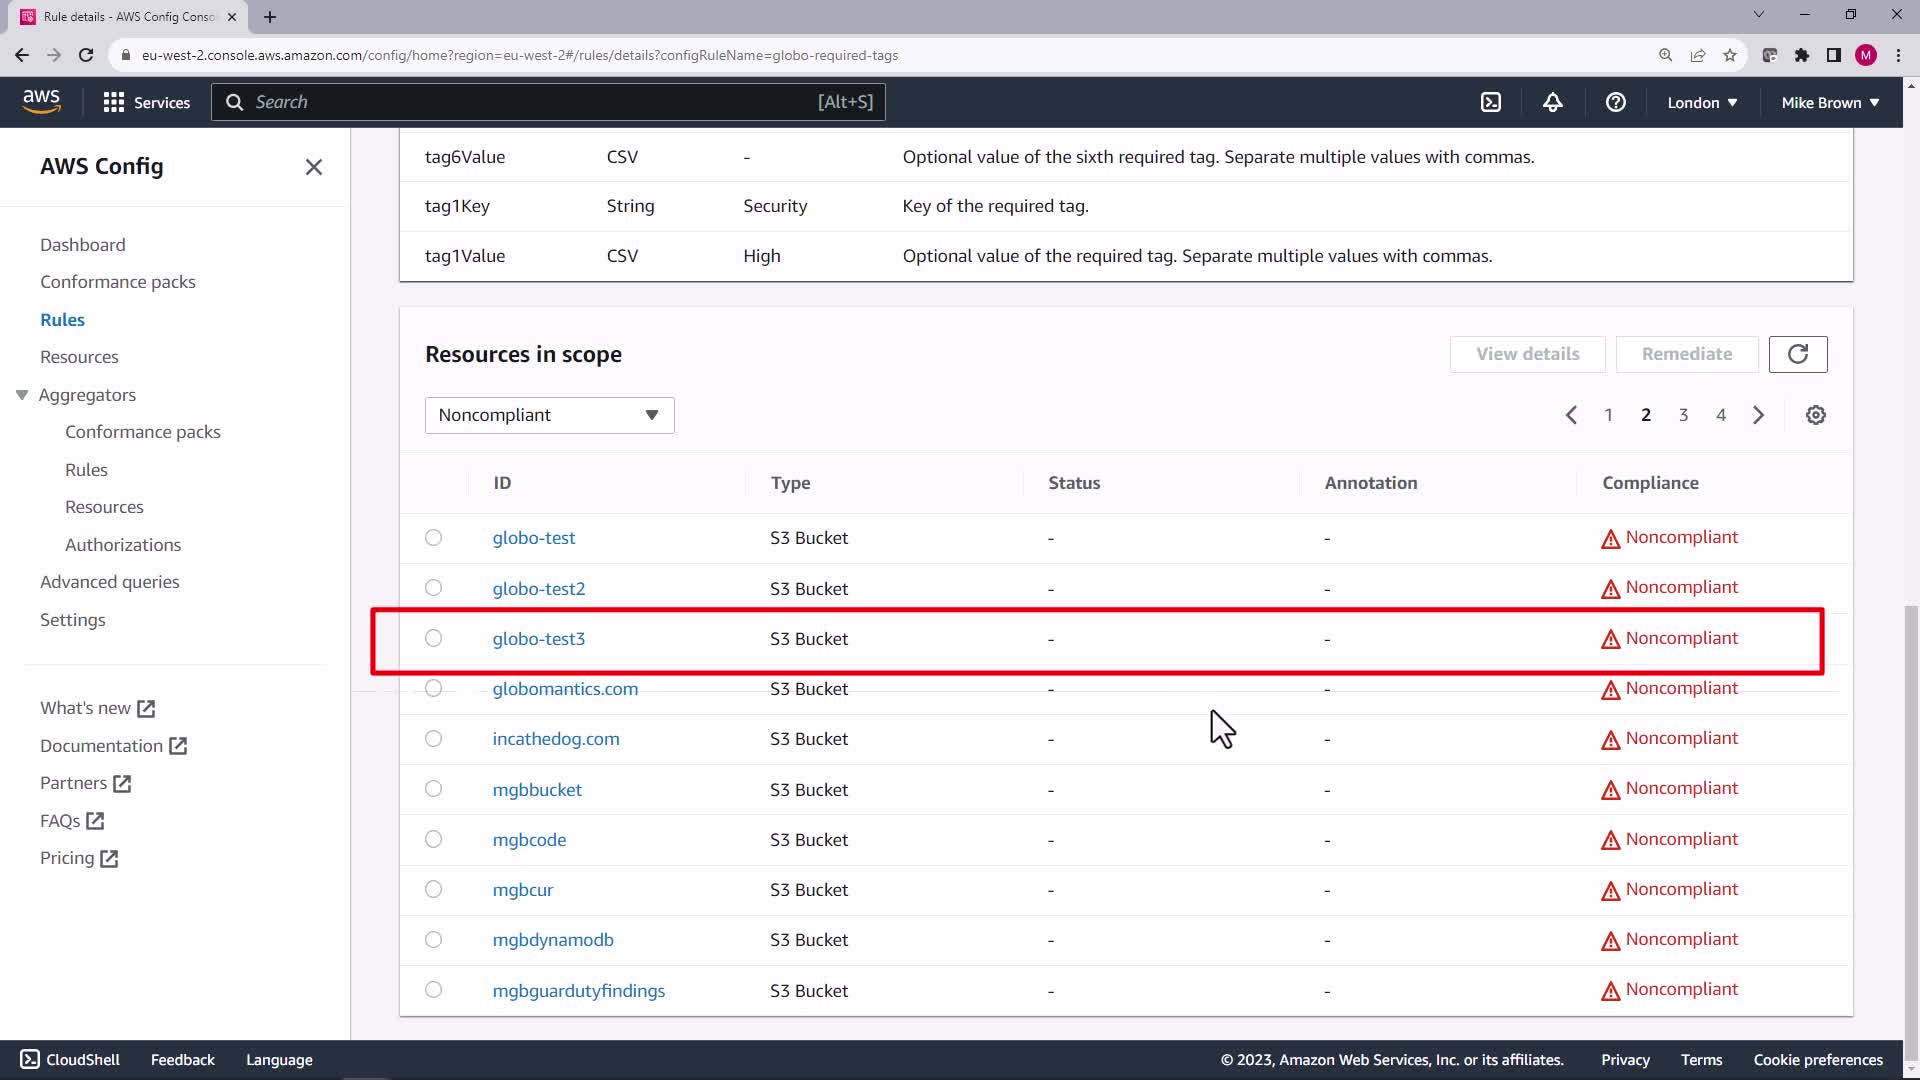 Rule details - AWS Config Conso
eu-west-2.console.aws.amazon.com/config/home?region=eu-west-2#/rules/details?configRuleName=globo-required-tags
M
aws
Services
Search
[Alt+S]
London
Mike Brown
AWS Config
Dashboard
Conformance packs
Rules
Resources
Aggregators
Conformance packs
Rules
Resources
Authorizations
Advanced queries
Settings
What's new
Documentation
Partners
FAQs
Pricing
tag6Value CSV - Optional value of the sixth required tag. Separate multiple values with commas.
tag1Key String Security Key of the required tag.
tag1Value CSV High Optional value of the required tag. Separate multiple values with commas.
Resources in scope
View details
Remediate
Noncompliant
1 2 3 4
ID Type Status Annotation Compliance
globo-test S3 Bucket - - Noncompliant
globo-test2 S3 Bucket - - Noncompliant
globo-test3 S3 Bucket - - Noncompliant
globomantics.com S3 Bucket - - Noncompliant
incathedog.com S3 Bucket - - Noncompliant
mgbbucket S3 Bucket - - Noncompliant
mgbcode S3 Bucket - - Noncompliant
mgbcur S3 Bucket - - Noncompliant
mgbdynamodb S3 Bucket - - Noncompliant
mgbguardutyfindings S3 Bucket - - Noncompliant
CloudShell
Feedback
Language
© 2023, Amazon Web Services, Inc. or its affiliates.
Privacy
Terms
Cookie preferences